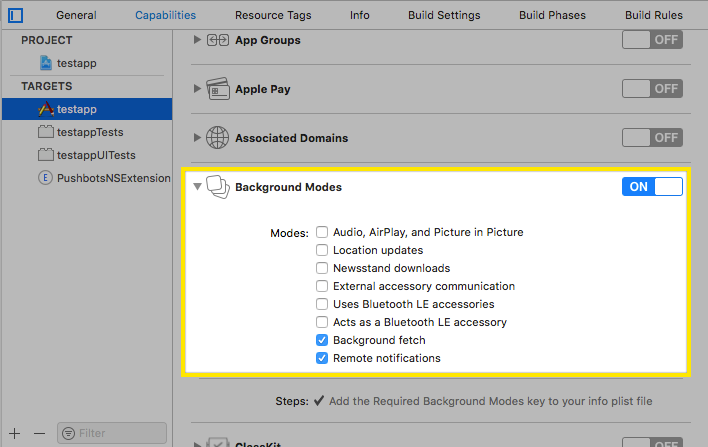 General Capabilities Resource Tags Info Build Settings Build Phases Build Rules
PROJECT
testapp
TARGETS
testapp
testappTests
testappUITests
E PushbotsNSExtension
App Groups OFF
Apple Pay OFF
Associated Domains OFF
Background Modes ON
Modes: Audio, AirPlay, and Picture in Picture
Location updates
Newsstand downloads
External accessory communication
Uses Bluetooth LE accessories
Acts as a Bluetooth LE accessory
Background fetch
Remote notifications
Steps: ✓ Add the Required Background Modes key to your info plist file
ClassKit OFF
+ − Filter